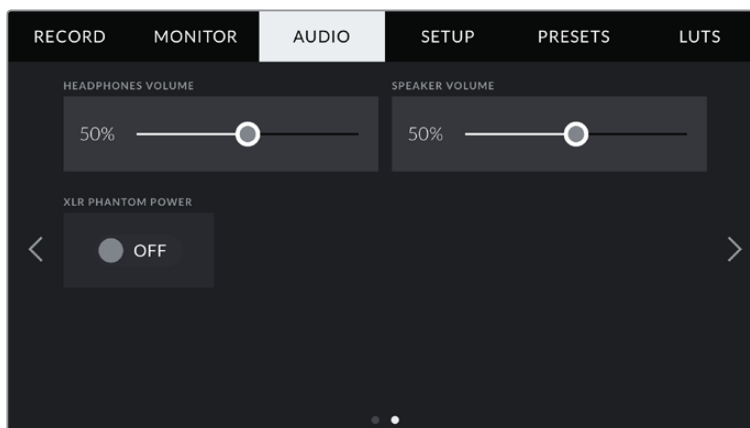 RECORD MONITOR AUDIO SETUP PRESETS LUTS
HEADPHONES VOLUME SPEAKER VOLUME
50% 50%
XLR PHANTOM POWER
OFF